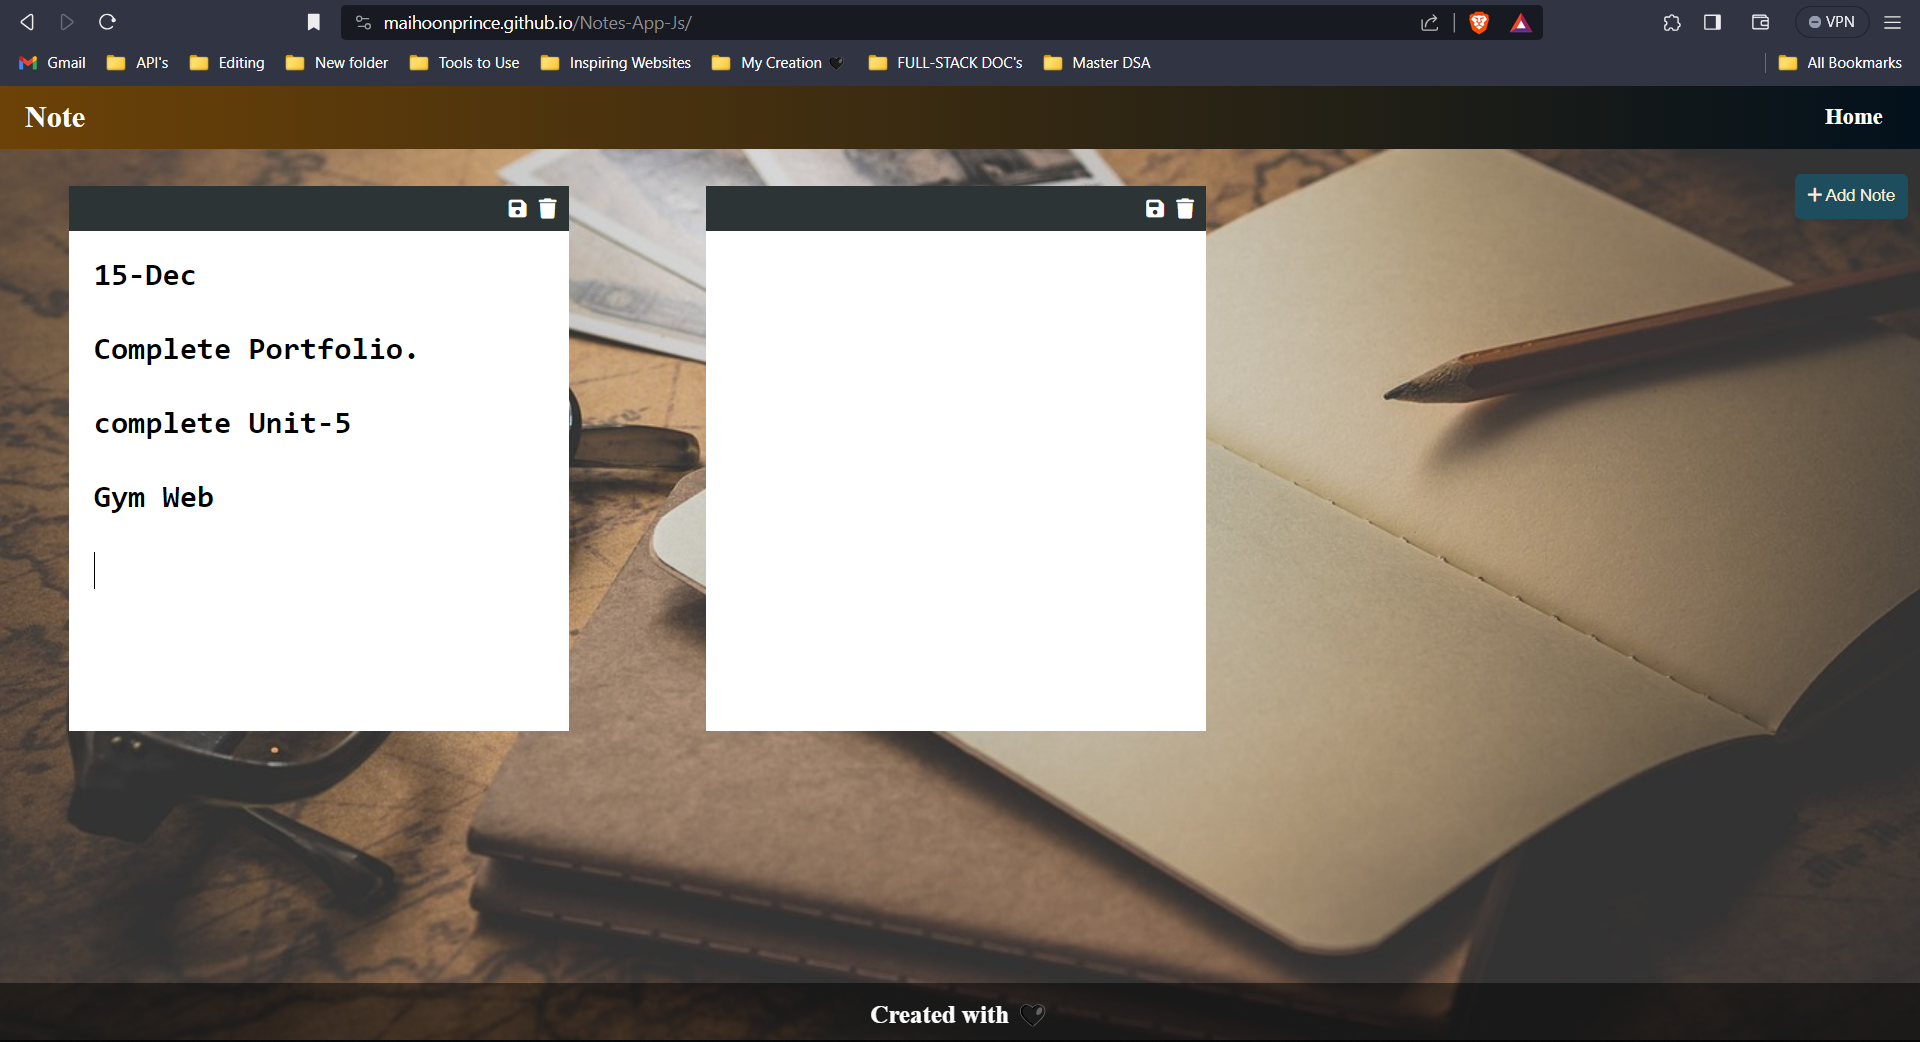 maihoonprince.github.io/Notes-App-Js/
VPN
Gmail
API's
Editing
New folder
Tools to Use
Inspiring Websites
My Creation 🖤
FULL-STACK DOC's
Master DSA
All Bookmarks
Note
Home
Add Note
15-Dec
Complete Portfolio.
complete Unit-5
Gym Web
Created with 🖤